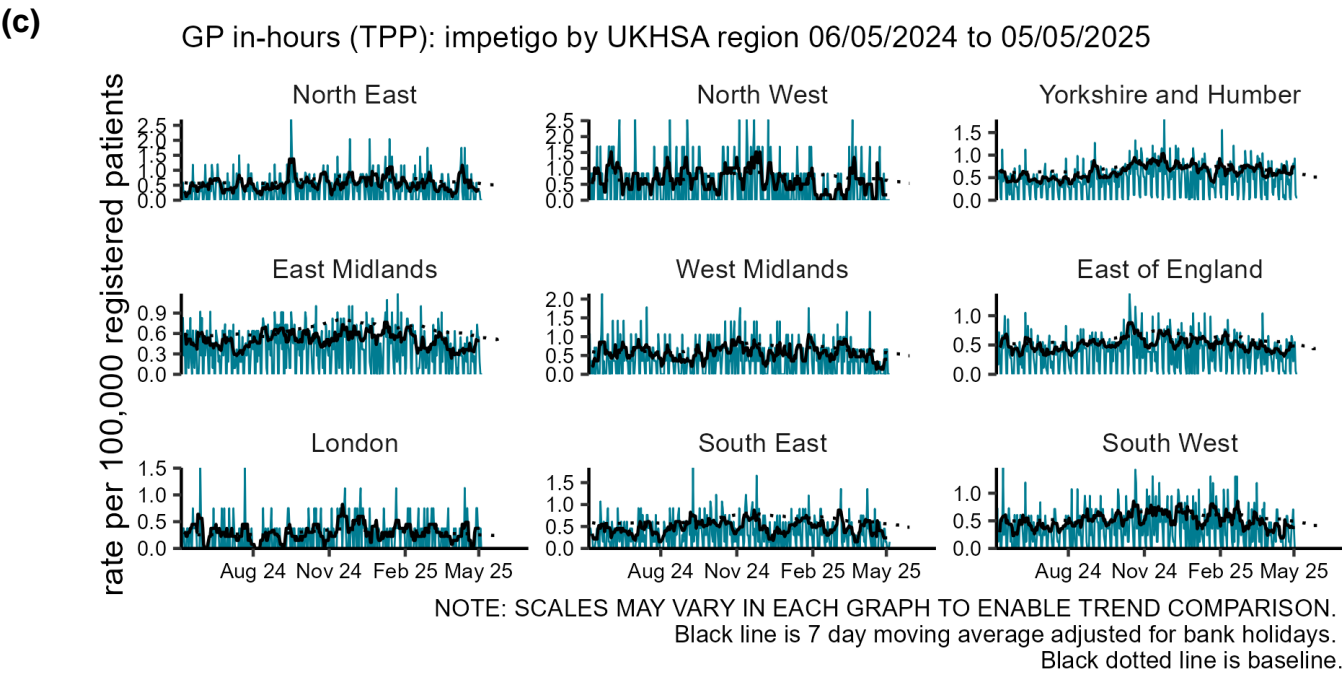 (c)
GP in-hours (TPP): impetigo by UKHSA region 06/05/2024 to 05/05/2025
rate per 100,000 registered patients
North East
2.5
2.0
1.5
1.0
0.5
0.0
North West
2.5
2.0
1.5
1.0
0.5
0.0
Yorkshire and Humber
1.5
1.0
0.5
0.0
East Midlands
0.9
0.6
0.3
0.0
West Midlands
2.0
1.5
1.0
0.5
0.0
East of England
1.0
0.5
0.0
London
1.5
1.0
0.5
0.0
Aug 24 Nov 24 Feb 25 May 25
South East
1.5
1.0
0.5
0.0
Aug 24 Nov 24 Feb 25 May 25
South West
1.0
0.5
0.0
Aug 24 Nov 24 Feb 25 May 25
NOTE: SCALES MAY VARY IN EACH GRAPH TO ENABLE TREND COMPARISON.
Black line is 7 day moving average adjusted for bank holidays.
Black dotted line is baseline.